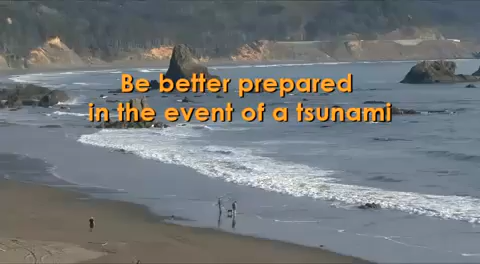 Be better prepared
in the event of a tsunami